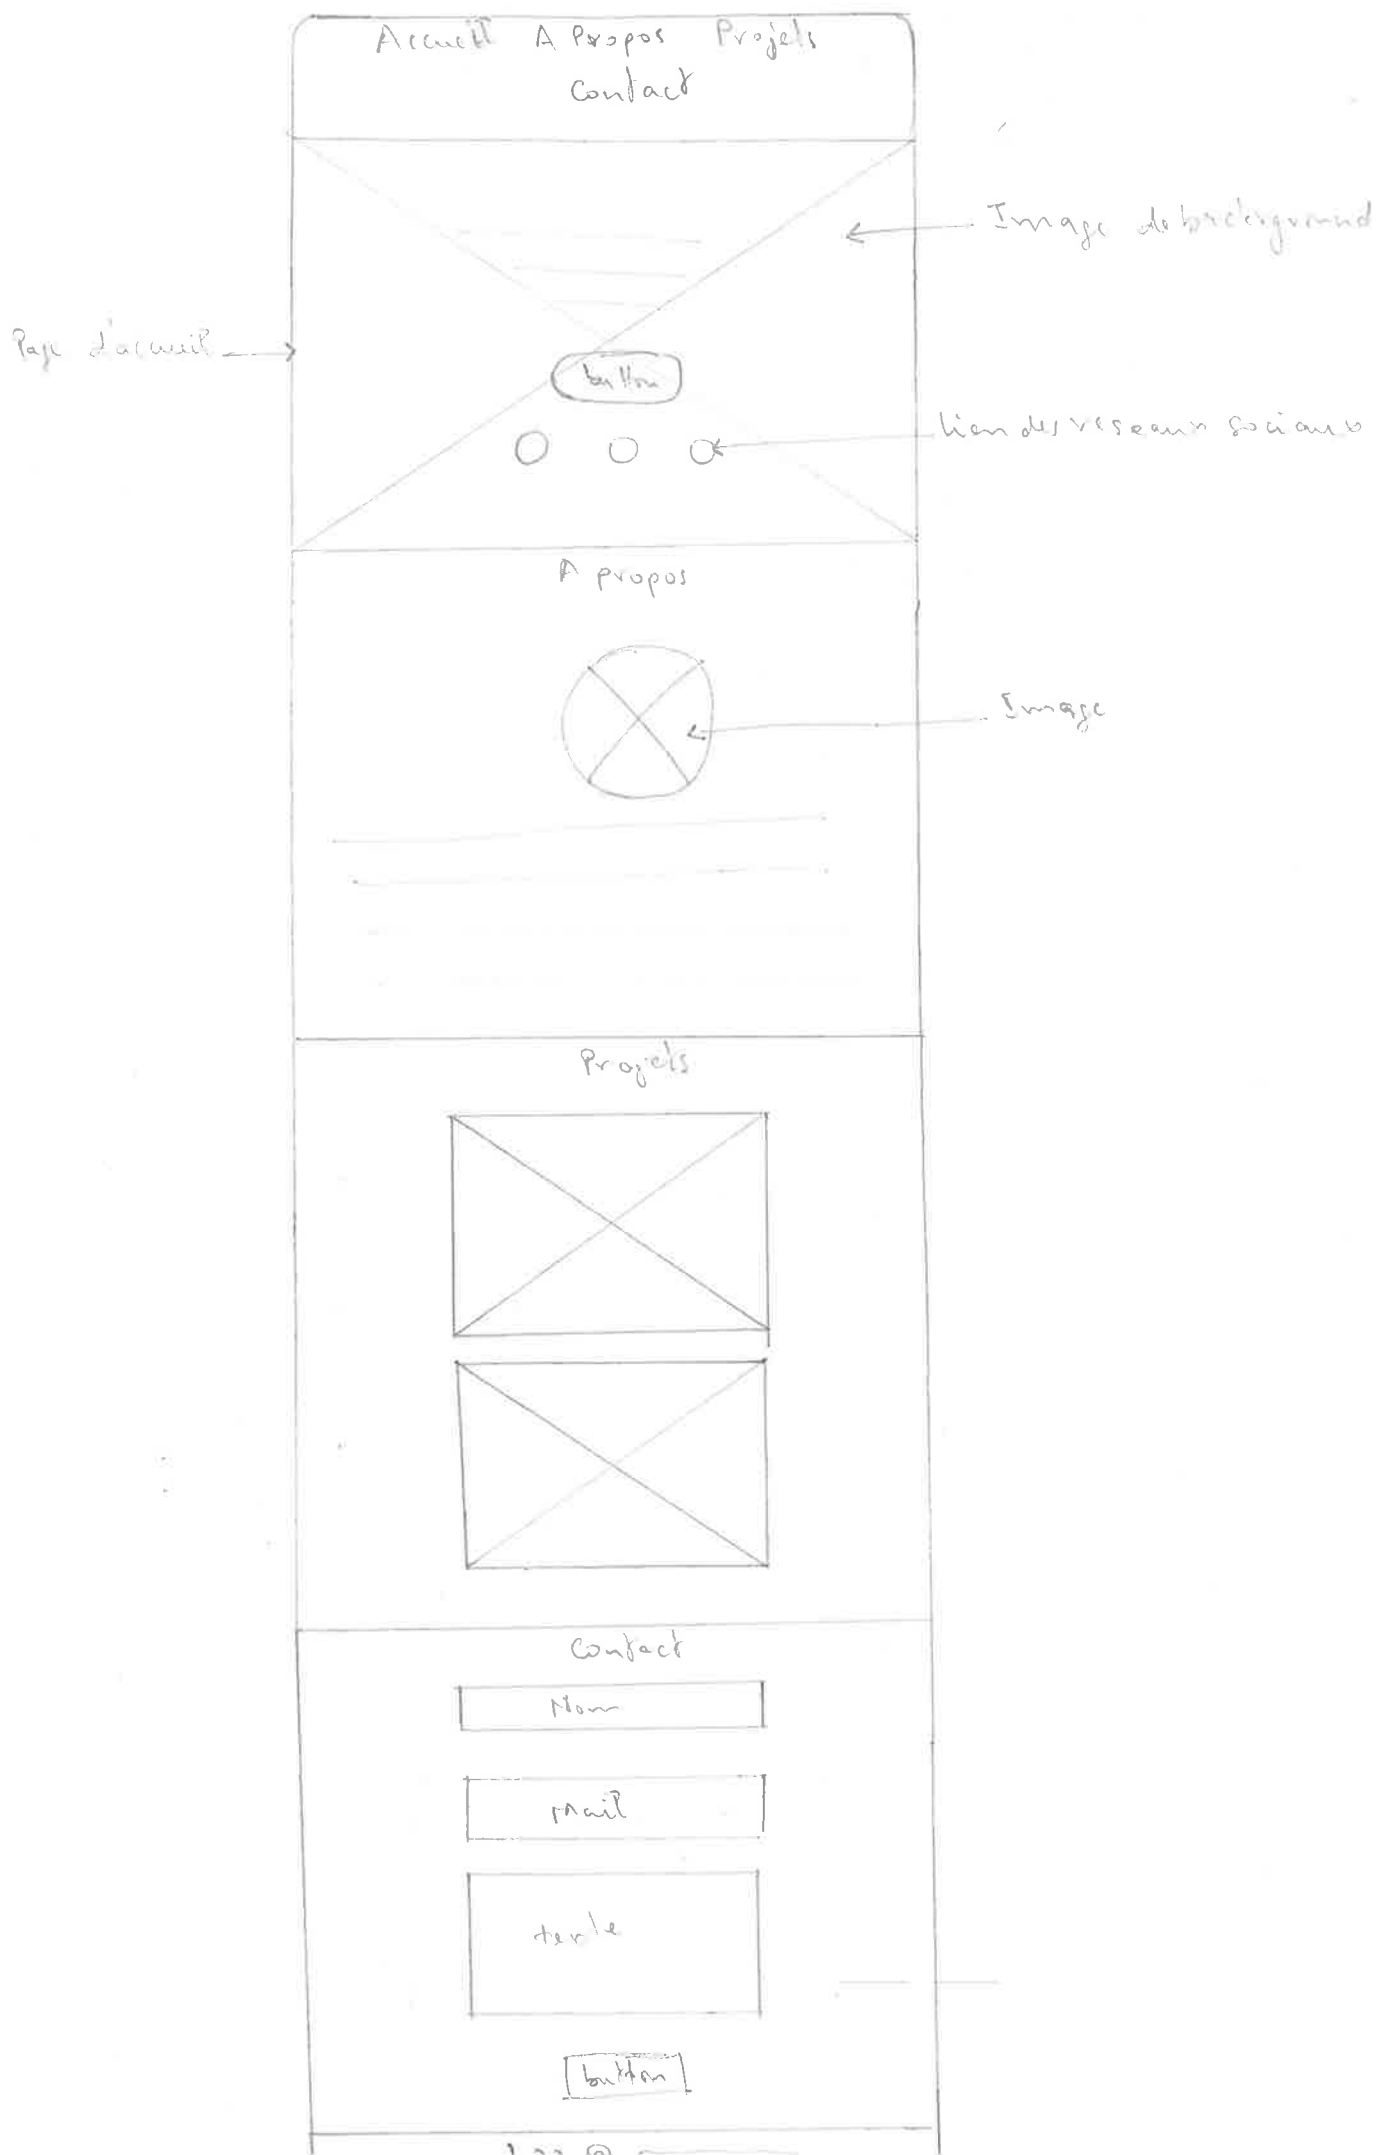 Accueil A Propos Projets
Contact
Image de background
Page d'accueil
button
lien des reseaux sociaux
A propos
Image
Projets
Contact
Nom
Mail
texte
button